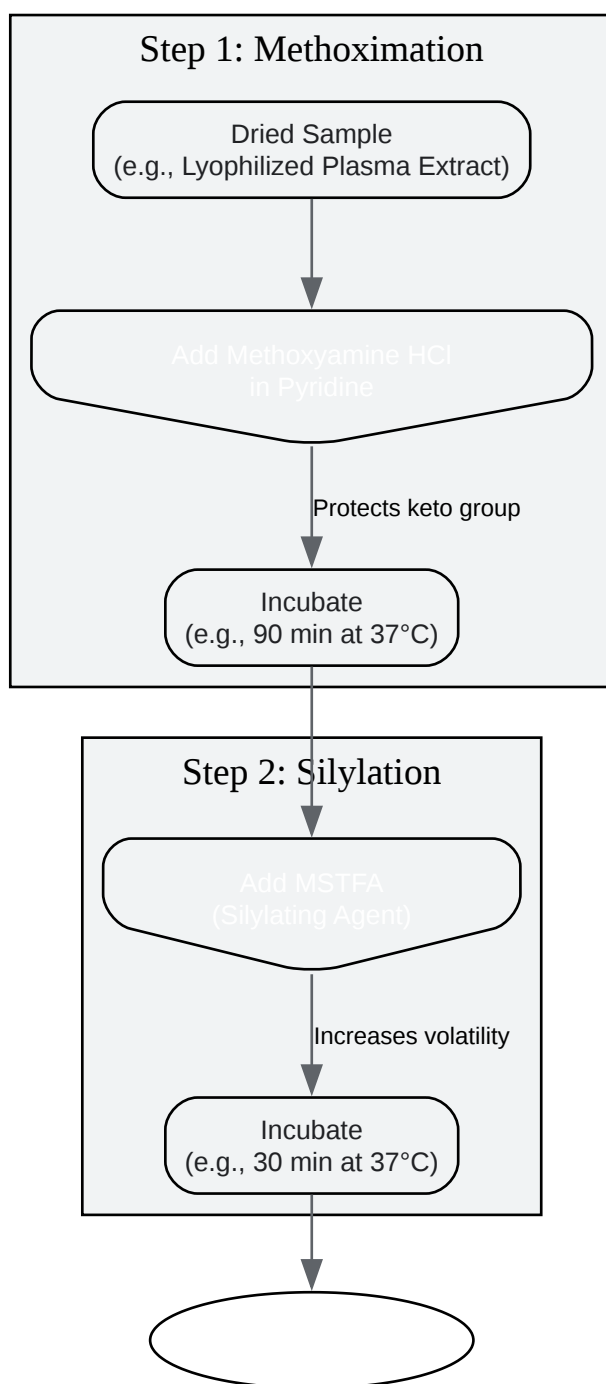 Step 1: Methoximation
Dried Sample
(e.g., Lyophilized Plasma Extract)
Add Methoxyamine HCl
in Pyridine
Protects keto group
Incubate
(e.g., 90 min at 37°C)
Step 2: Silylation
Add MSTFA
(Silylating Agent)
Increases volatility
Incubate
(e.g., 30 min at 37°C)